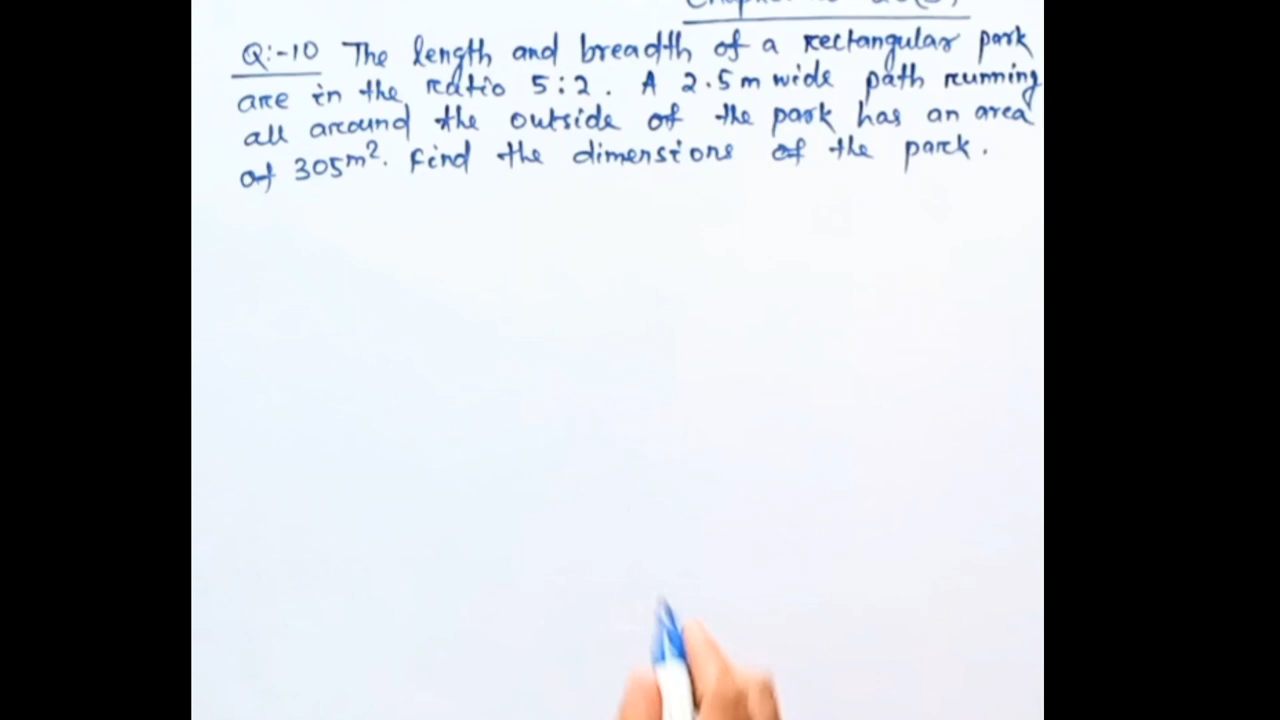 Q:-10 The length and breadth of a rectangular park
are in the ratio 5:2. A 2.5m wide path running
all around the outside of the park has an area
of 305m². Find the dimensions of the park.